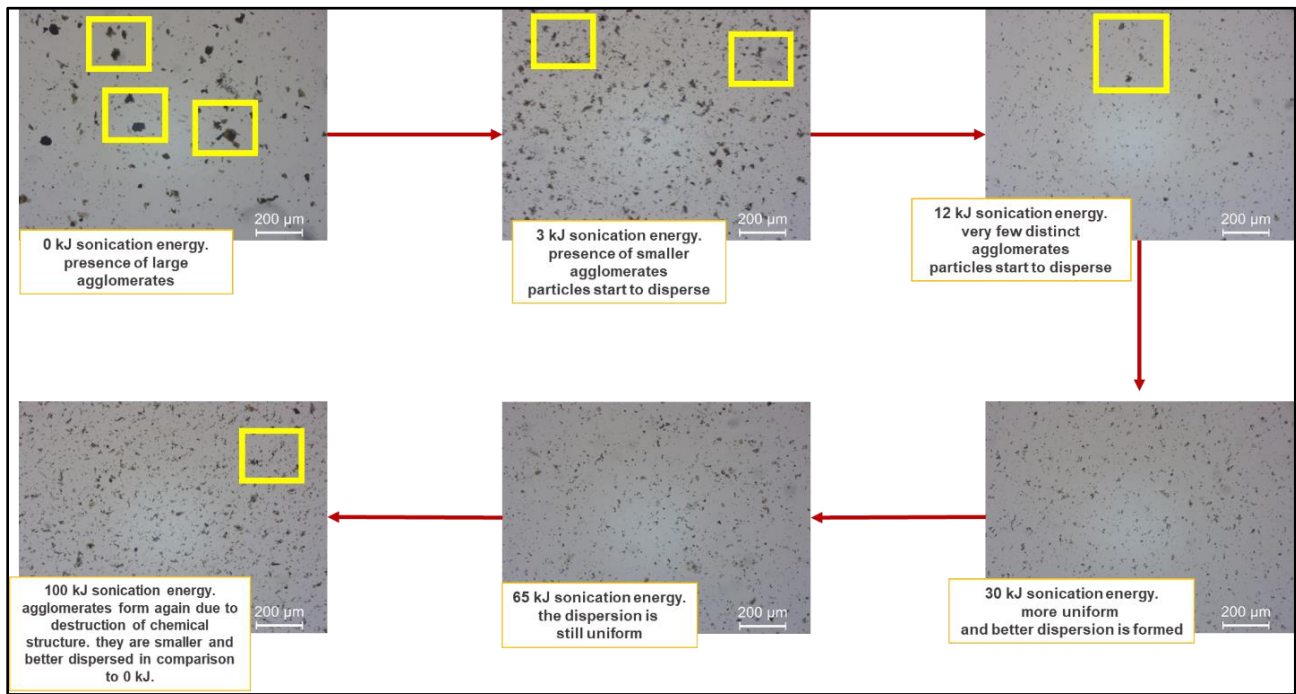 200 µm
0 kJ sonication energy.
presence of large
agglomerates
200 µm
3 kJ sonication energy.
presence of smaller
agglomerates
particles start to disperse
200 µm
12 kJ sonication energy.
very few distinct
agglomerates
particles start to disperse
200 µm
30 kJ sonication energy.
more uniform
and better dispersion is formed
200 µm
65 kJ sonication energy.
the dispersion is
still uniform
200 µm
100 kJ sonication energy.
agglomerates form again due to
destruction of chemical
structure. they are smaller and
better dispersed in comparison
to 0 kJ.